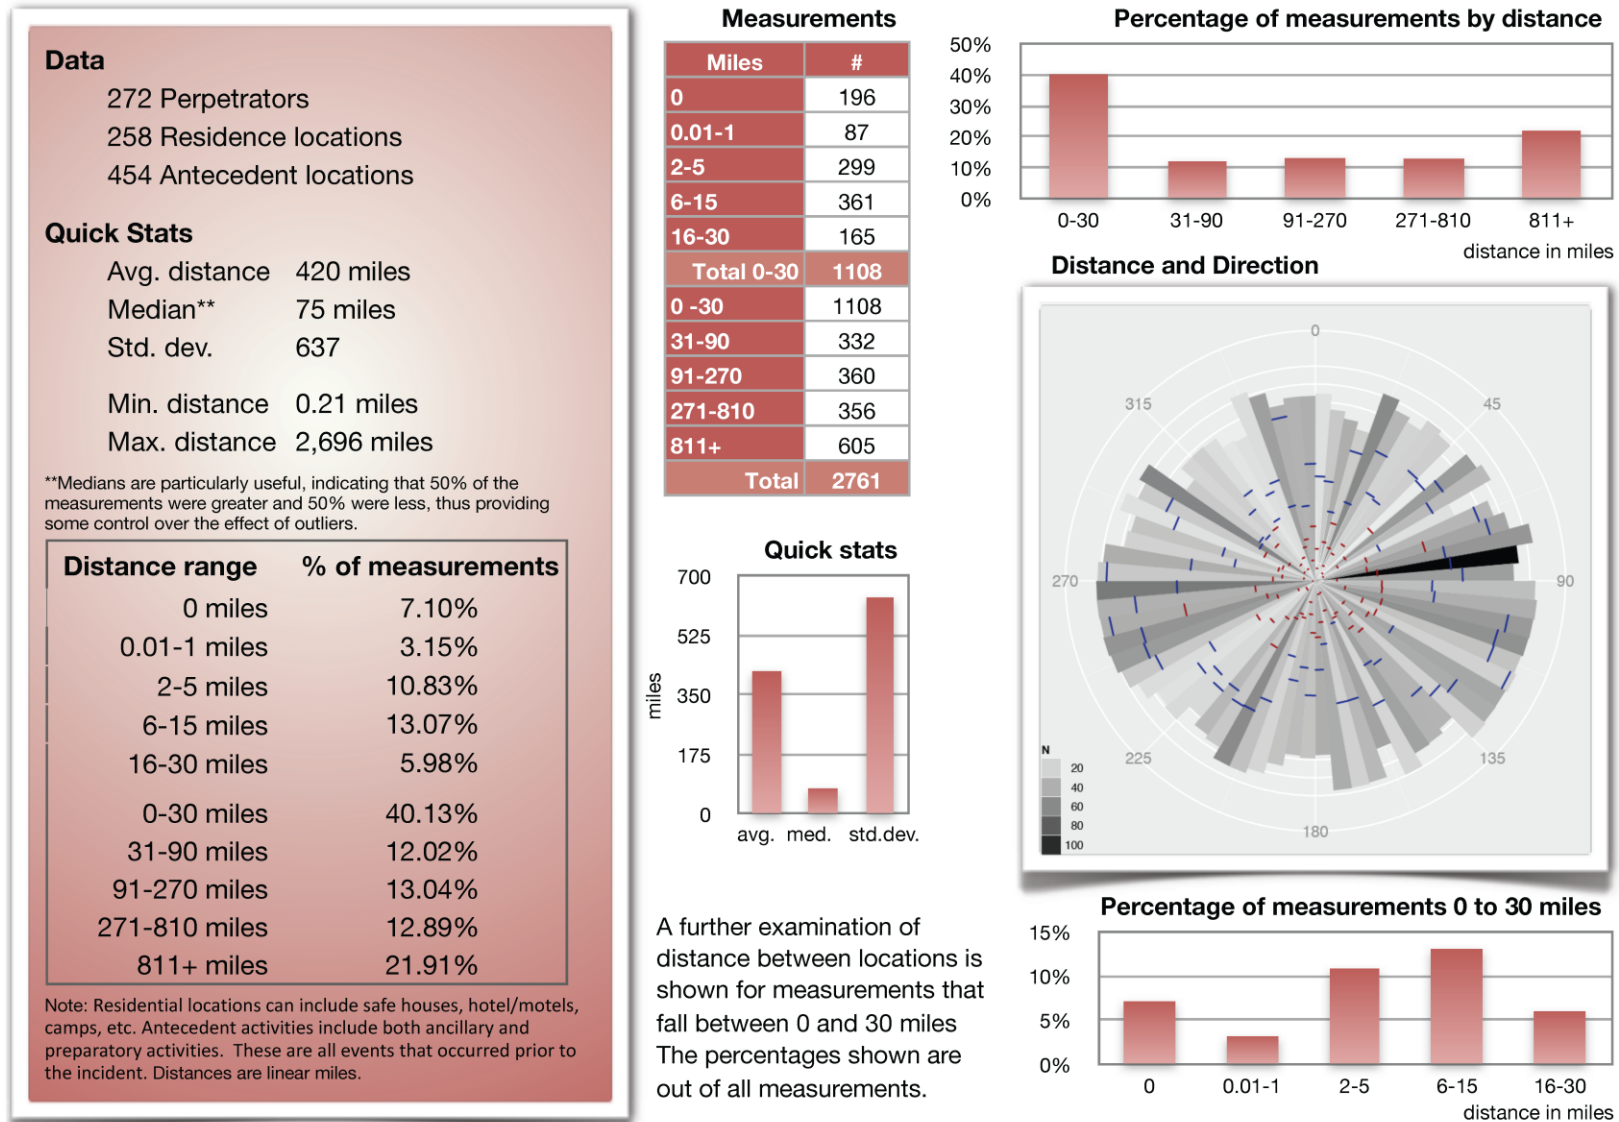 Data
272 Perpetrators
258 Residence locations
454 Antecedent locations
Quick Stats
Avg. distance 420 miles
Median** 75 miles
Std. dev. 637
Min. distance 0.21 miles
Max. distance 2,696 miles
**Medians are particularly useful, indicating that 50% of the
measurements were greater and 50% were less, thus providing
some control over the effect of outliers.
Distance range % of measurements
0 miles 7.10%
0.01-1 miles 3.15%
2-5 miles 10.83%
6-15 miles 13.07%
16-30 miles 5.98%
0-30 miles 40.13%
31-90 miles 12.02%
91-270 miles 13.04%
271-810 miles 12.89%
811+ miles 21.91%
Note: Residential locations can include safe houses, hotel/motels,
camps, etc. Antecedent activities include both ancillary and
preparatory activities.  These are all events that occurred prior to
the incident. Distances are linear miles.
Measurements
Miles #
0 196
0.01-1 87
2-5 299
6-15 361
16-30 165
Total 0-30 1108
0 -30 1108
31-90 332
91-270 360
271-810 356
811+ 605
Total 2761
Quick stats
700
525
350
175
0
miles
avg. med. std.dev.
A further examination of
distance between locations is
shown for measurements that
fall between 0 and 30 miles
The percentages shown are
out of all measurements.
Percentage of measurements by distance
50%
40%
30%
20%
10%
0%
0-30 31-90 91-270 271-810 811+
distance in miles
Distance and Direction
0
315 45
270 90
225 135
180
N
20
40
60
80
100
Percentage of measurements 0 to 30 miles
15%
10%
5%
0%
0 0.01-1 2-5 6-15 16-30
distance in miles